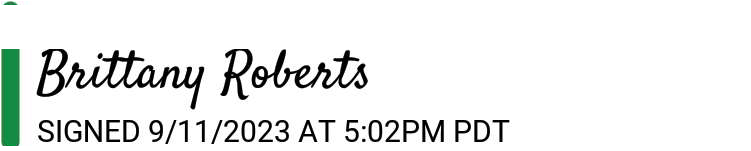 Brittany Roberts
SIGNED 9/11/2023 AT 5:02PM PDT